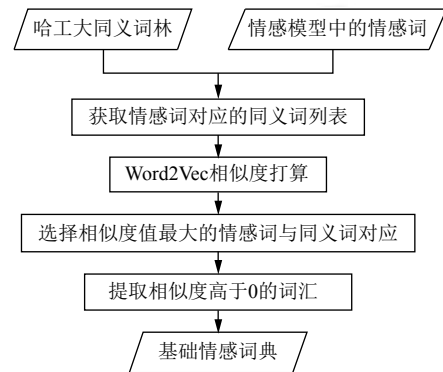 哈工大同义词林
情感模型中的情感词
获取情感词对应的同义词列表
Word2Vec相似度打算
选择相似度值最大的情感词与同义词对应
提取相似度高于0的词汇
基础情感词典